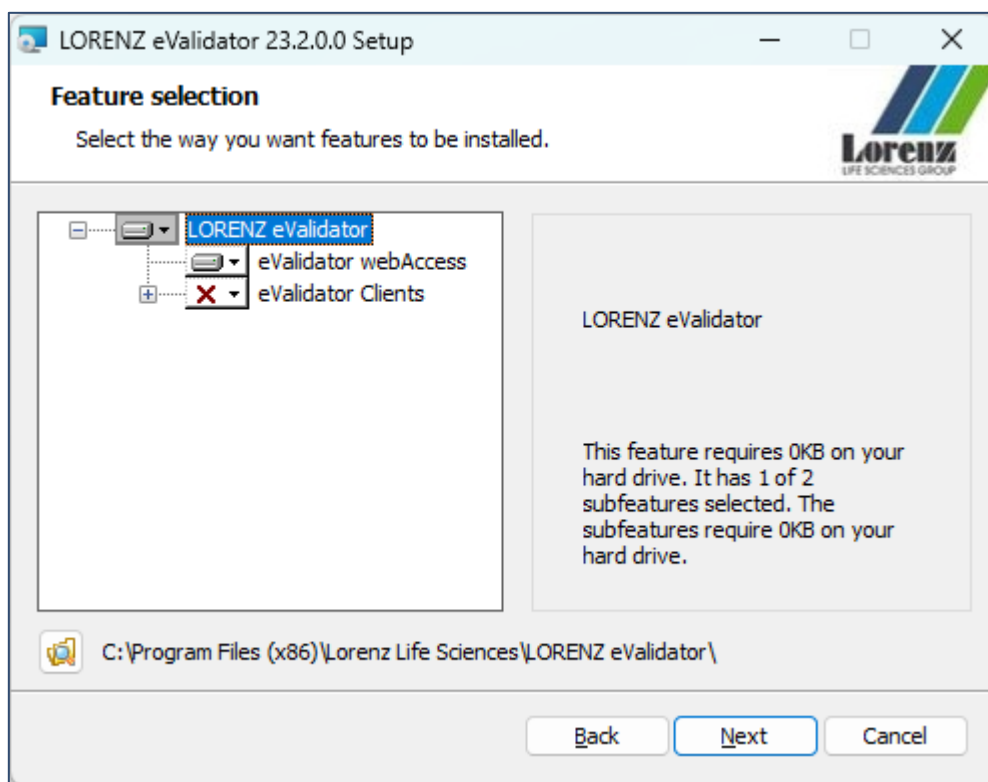 LORENZ eValidator 23.2.0.0 Setup
Feature selection
Select the way you want features to be installed.
Lorenz
LIFE SCIENCES GROUP
LORENZ eValidator
eValidator webAccess
eValidator Clients
LORENZ eValidator
This feature requires 0KB on your
hard drive. It has 1 of 2
subfeatures selected. The
subfeatures require 0KB on your
hard drive.
C:\Program Files (x86)\Lorenz Life Sciences\LORENZ eValidator\
Back
Next
Cancel